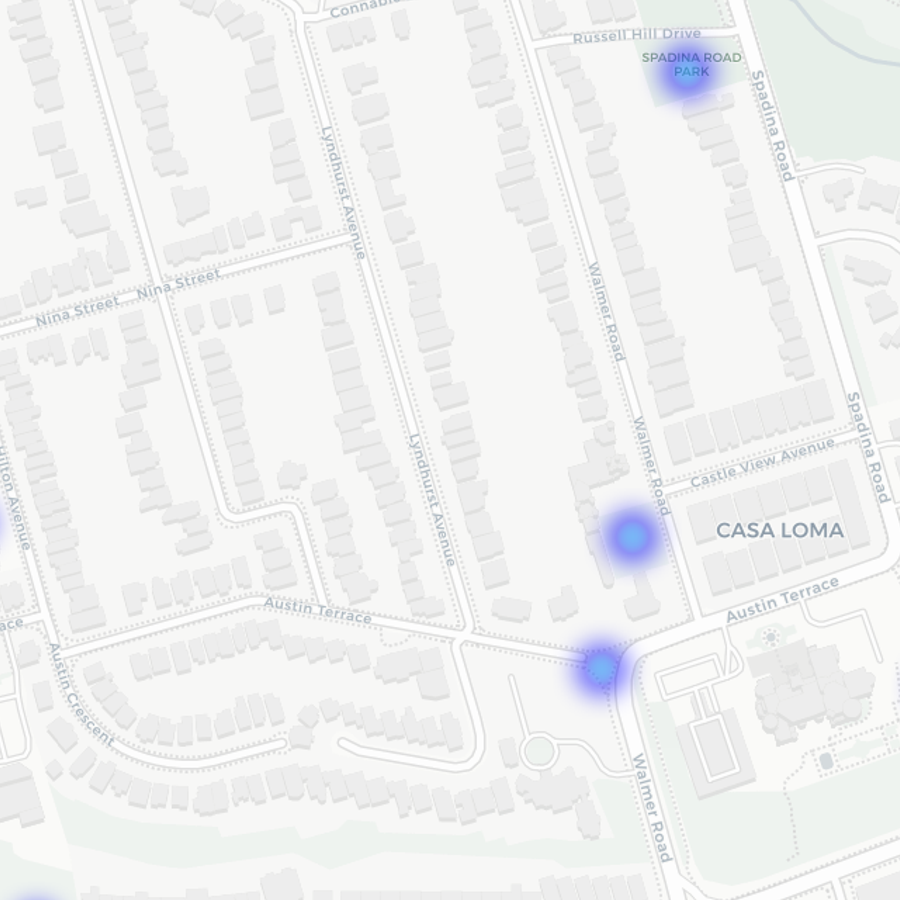 Connable
Russell Hill Drive
SPADINA ROAD
PARK
Spadina Road
Lyndhurst Avenue
Walmer Road
Nina Street
Nina Street
Spadina Road
Walmer Road
Lyndhurst Avenue
Castle View Avenue
Hilton Avenue
CASA LOMA
Austin Terrace
Austin Terrace
ace
Austin Crescent
Walmer Road